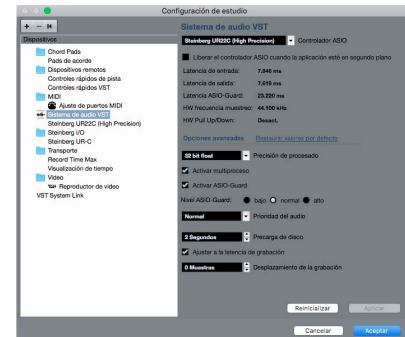 Configuración de estudio
Dispositivos
Chord Pads
Pads de acorde
Dispositivos remotos
Controles rápidos de pista
Controles rápidos VST
MIDI
Ajuste de puertos MIDI
Sistema de audio VST
Steinberg UR22C (High Precision)
Steinberg I/O
Steinberg UR-C
Transporte
Record Time Max
Visualización de tiempo
Video
Reproductor de video
VST System Link
Sistema de audio VST
Steinberg UR22C (High Precision) Controlador ASIO
Liberar el controlador ASIO cuando la aplicación esté en segundo plano
Latencia de entrada: 7.846 ms
Latencia de salida: 7.619 ms
Latencia ASIO-Guard: 23.220 ms
HW frecuencia muestreo: 44.100 kHz
HW Pull Up/Down: Desact.
Opciones avanzadas Restaurar valores por defecto
32 bit float Precisión de procesado
Activar multiproceso
Activar ASIO-Guard
Nivel ASIO-Guard: bajo normal alto
Normal Prioridad del audio
2 Segundos Precarga de disco
Ajustar a la latencia de grabación
0 Muestras Desplazamiento de la grabación
Reinicializar Aplicar
Cancelar Aceptar